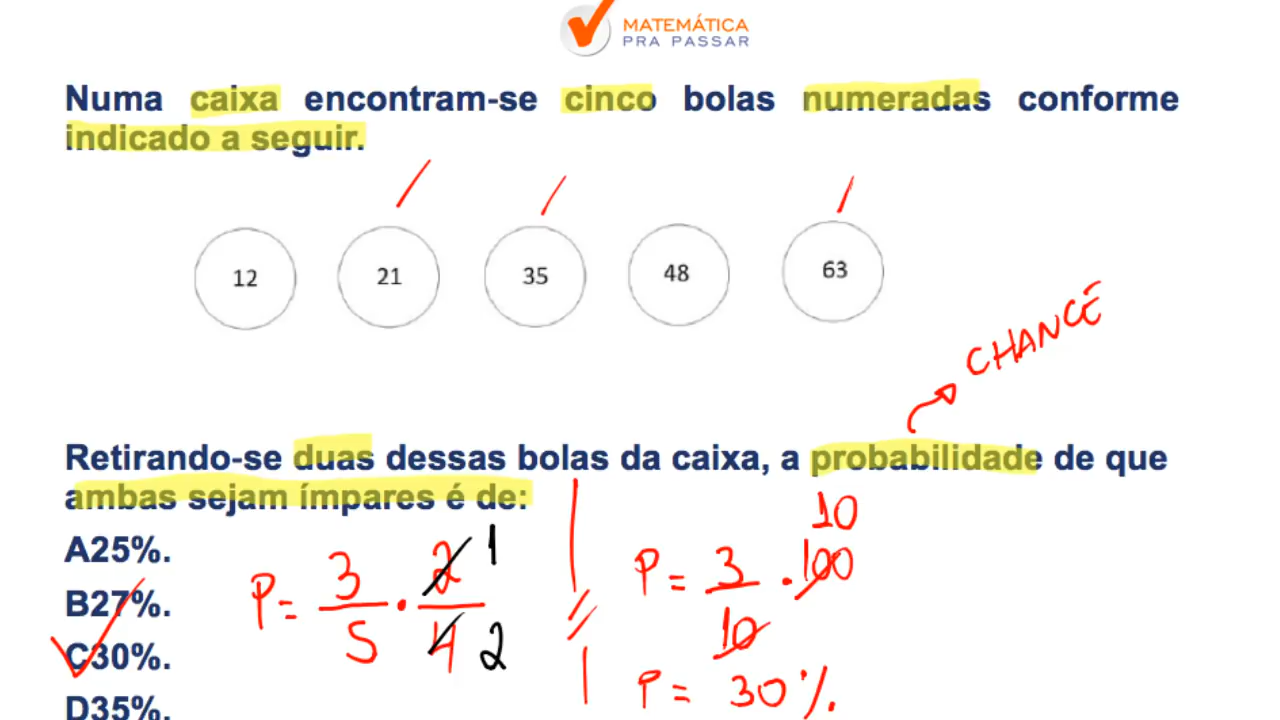 MATEMÁTICA
PRA PASSAR
Numa caixa encontram-se cinco bolas numeradas conforme
indicado a seguir.
12 21 35 48 63
CHANCE
Retirando-se duas dessas bolas da caixa, a probabilidade de que
ambas sejam ímpares é de:
A25%.
B27%.
C30%.
D35%.
P = 3/5 · 2/4 1 2
P = 3/10 · 100 10
P = 30%.